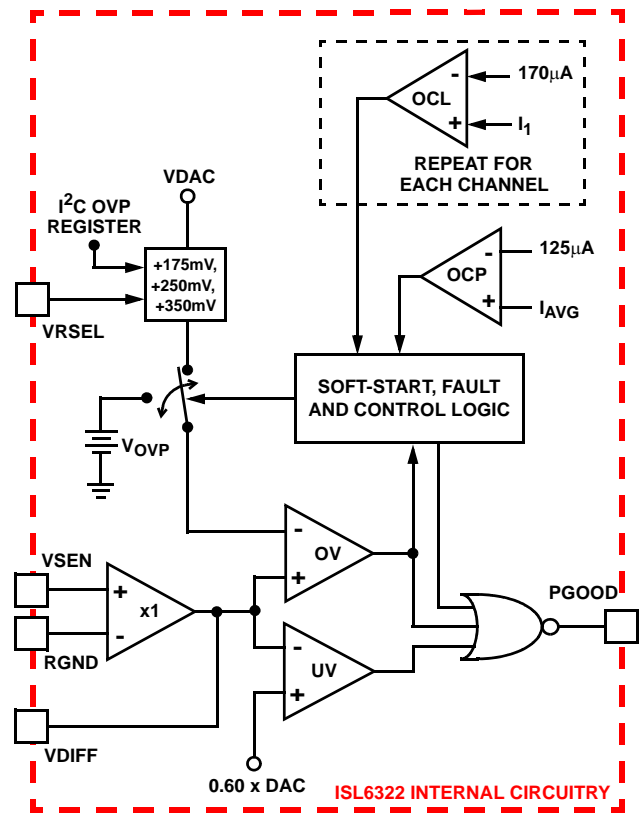 -
170µA
OCL
+
I1
REPEAT FOR
EACH CHANNEL
VDAC
I2C OVP
REGISTER
+175mV,
+250mV,
+350mV
VRSEL
-
125µA
OCP
+
IAVG
SOFT-START, FAULT
AND CONTROL LOGIC
VOVP
-
OV
+
VSEN
+
x1
-
RGND
PGOOD
-
UV
+
VDIFF
0.60 x DAC
ISL6322 INTERNAL CIRCUITRY